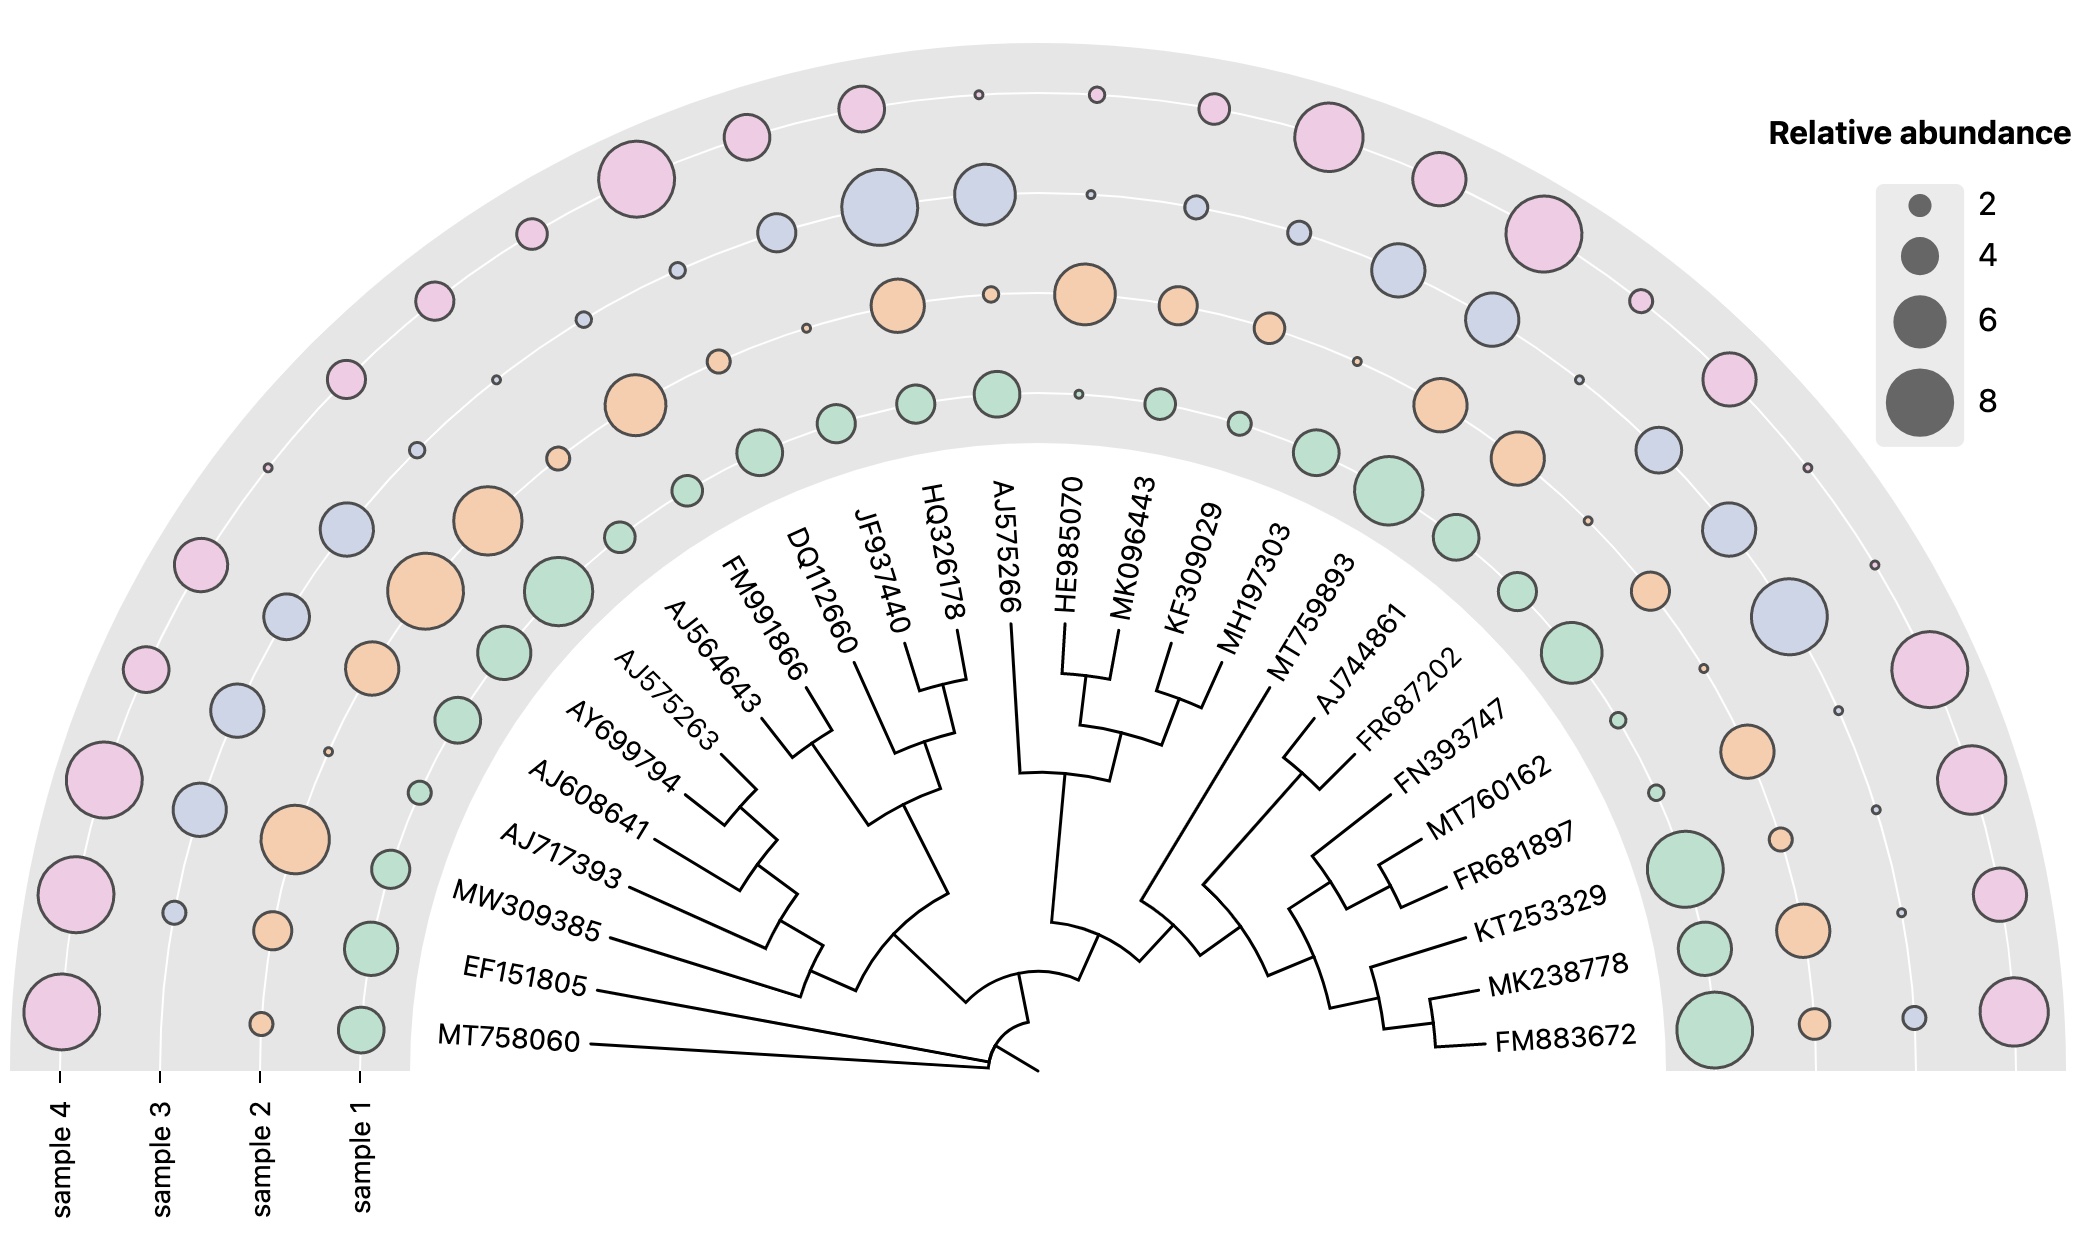 Relative abundance
2
4
6
8
MT758060
EF151805
MW309385
AJ717393
AJ608641
AY699794
AJ575263
AJ564643
FM991866
DQ112660
JF937440
HQ326178
AJ575266
HE985070
MK096443
KF309029
MH197303
MT759893
AJ744861
FR687202
FN393747
MT760162
FR681897
KT253329
MK238778
FM883672
sample 4
sample 3
sample 2
sample 1